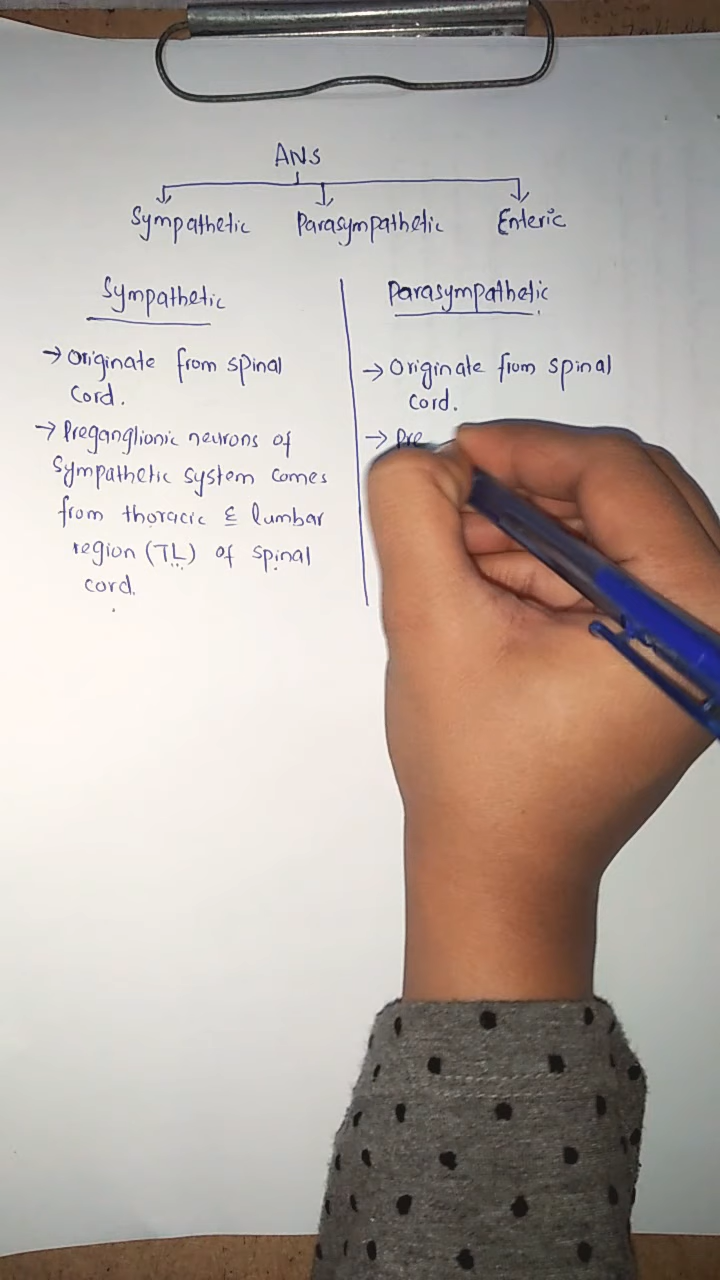 ANS
Sympathetic Parasympathetic Enteric
Sympathetic
→ Originate from spinal
cord.
→ Preganglionic neurons of
sympathetic system comes
from thoracic & lumbar
region (TL) of spinal
cord.
Parasympathetic
→ Originate from spinal
cord.
→ Pre